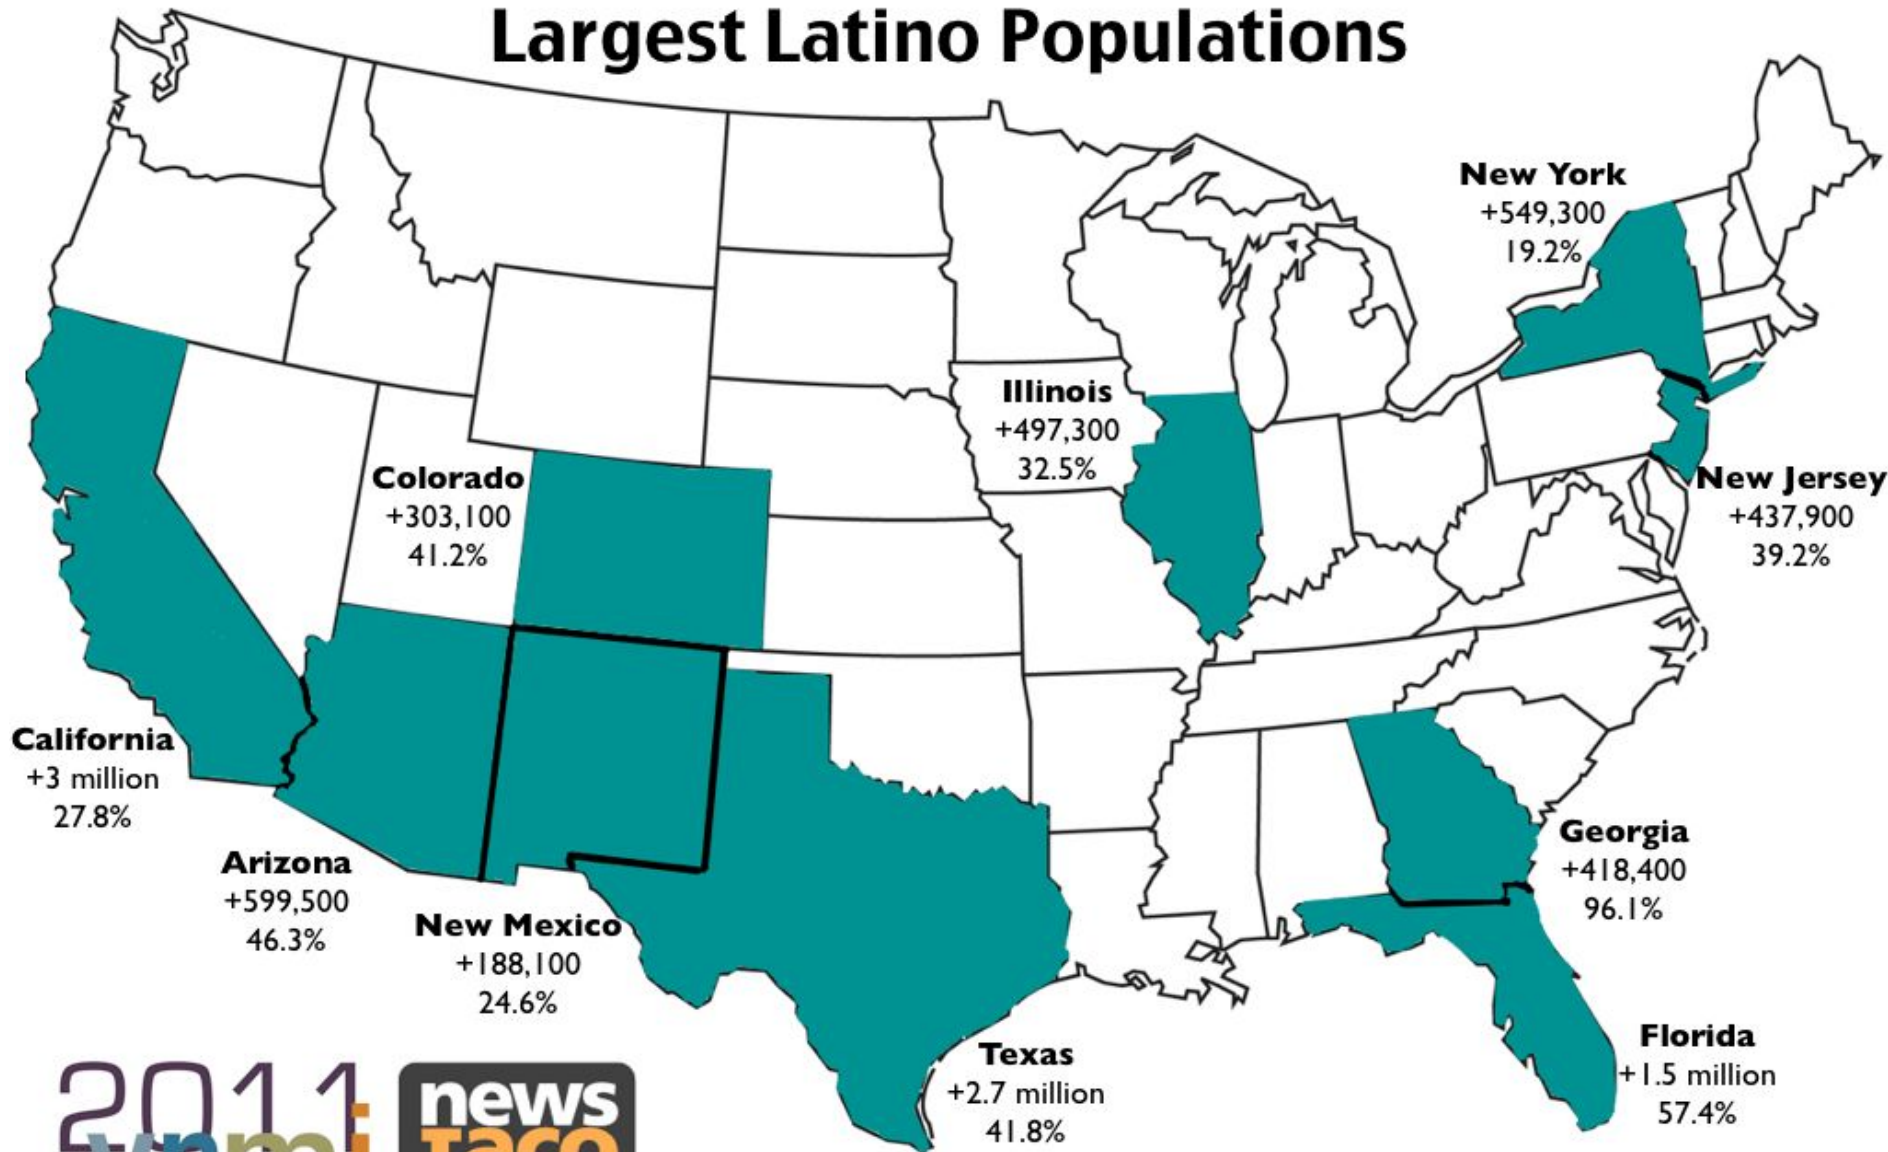 Largest Latino Populations
New York
+549,300
19.2%
Illinois
+497,300
32.5%
Colorado
+303,100
41.2%
New Jersey
+437,900
39.2%
California
+3 million
27.8%
Georgia
+418,400
96.1%
Arizona
+599,500
46.3%
New Mexico
+188,100
24.6%
Florida
+1.5 million
57.4%
Texas
+2.7 million
41.8%
2011
news
taco